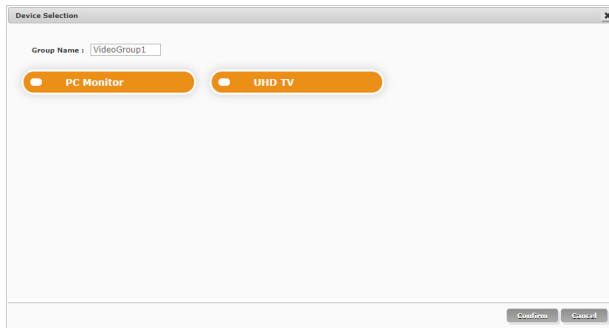 Device Selection
Group Name : VideoGroup1
PC Monitor UHD TV
Confirm Cancel